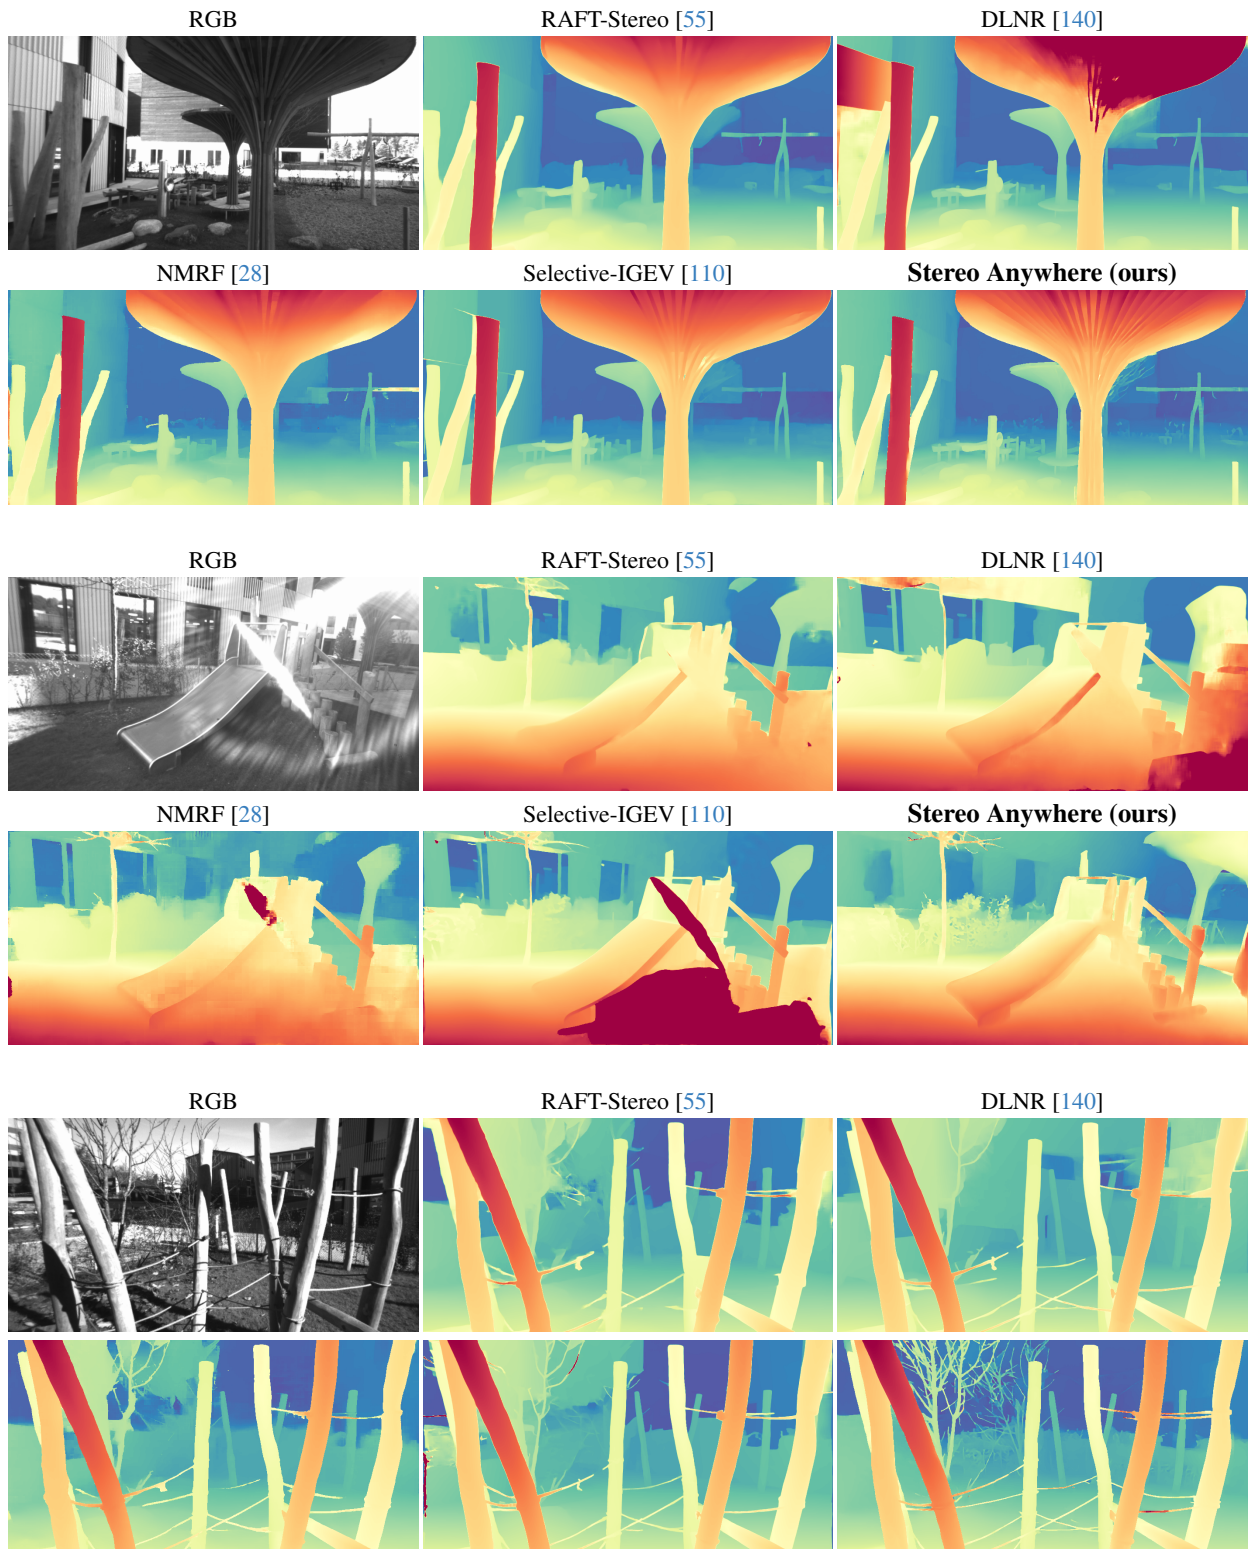 RGB
RAFT-Stereo [55]
DLNR [140]
NMRF [28]
Selective-IGEV [110]
Stereo Anywhere (ours)
RGB
RAFT-Stereo [55]
DLNR [140]
NMRF [28]
Selective-IGEV [110]
Stereo Anywhere (ours)
RGB
RAFT-Stereo [55]
DLNR [140]